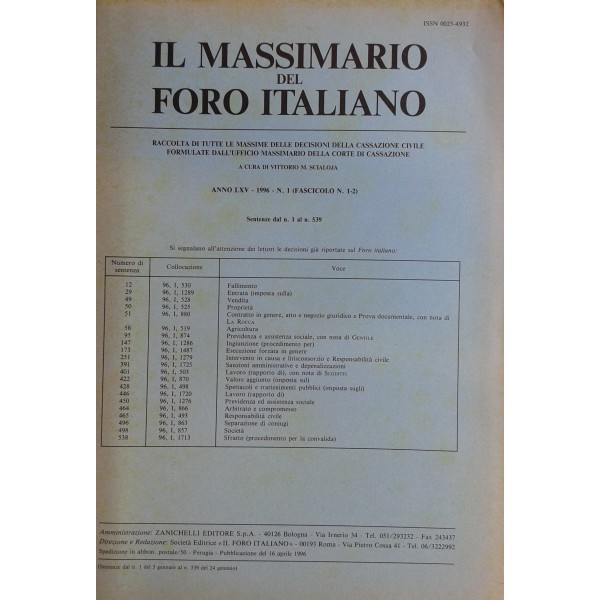 ISSN 0025-4932
IL MASSIMARIO
DEL
FORO ITALIANO
RACCOLTA DI TUTTE LE MASSIME DELLE DECISIONI DELLA CASSAZIONE CIVILE
FORMULATE DALL'UFFICIO MASSIMARIO DELLA CORTE DI CASSAZIONE
A CURA DI VITTORIO M. SCIALOJA
ANNO LXV - 1996 - N. 1 (FASCICOLO N. 1-2)
Sentenze dal n. 1 al n. 539
Si segnalano all'attenzione dei lettori le decisioni già riportate sul Foro italiano:
Numero di sentenza Collocazione Voce
12 96, I, 530 Fallimento
29 96, I, 1289 Entrata (imposta sulla)
49 96, I, 528 Vendita
50 96, I, 525 Proprietà
51 96, I, 880 Contratto in genere, atto e negozio giuridico e Prova documentale, con nota di
LA ROCCA
58 96, I, 519 Agricoltura
95 96, I, 874 Previdenza e assistenza sociale, con nota di GENTILE
147 96, I, 1286 Ingiunzione (procedimento per)
173 96, I, 1487 Esecuzione forzata in genere
251 96, I, 1279 Intervento in causa e litisconsorzio e Responsabilità civile
391 96, I, 1725 Sanzioni amministrative e depenalizzazione
401 96, I, 503 Lavoro (rapporto di), con nota di
422 96, I, 870 Valore aggiunto (imposta sul)
428 96, I, 498 Spettacoli e trattenimenti pubblici (imposta sugli)
446 96, I, 1720 Lavoro (rapporto di)
450 96, I, 1276 Previdenza ed assistenza sociale
464 96, I, 866 Arbitrato e compromesso
465 96, I, 493 Responsabilità civile
496 96, I, 863 Separazione di coniugi
498 96, I, 857 Società
538 96, I, 1713 Sfratto (procedimento per la convalida)
Amministrazione: ZANICHELLI EDITORE S.p.A. - 40126 Bologna - Via Irnerio 34 - Tel. 051/293232 - Fax 243437
Direzione e Redazione: Società Editrice «IL FORO ITALIANO» - 00193 Roma - Via Pietro Cossa 41 - Tel. 06/3222992
Spedizione in abbon. postale/50 - Perugia - Pubblicazione del 16 aprile 1996
(Sentenze dal n. 1 del 3 gennaio al n. 539 del 24 gennaio)